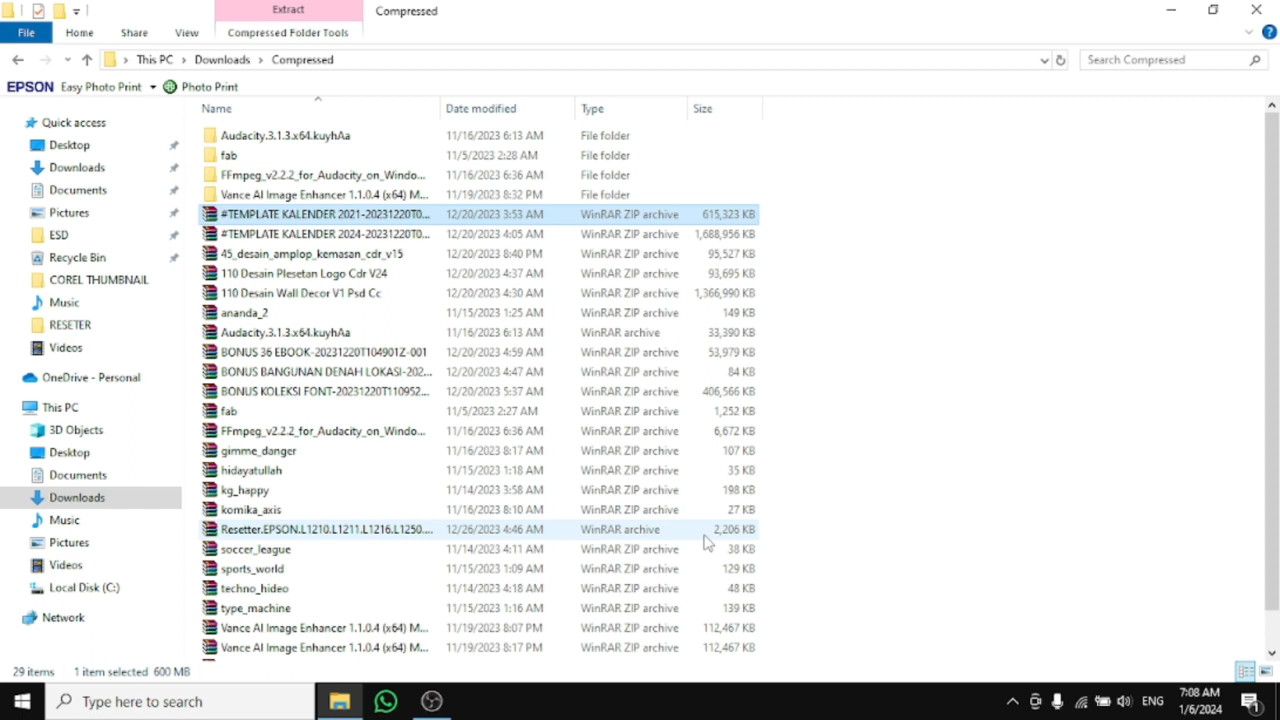 Extract
Compressed
File
Home
Share
View
Compressed Folder Tools
This PC
Downloads
Compressed
Search Compressed
EPSON Easy Photo Print
Photo Print
Name
Date modified
Type
Size
Quick access
Desktop
Downloads
Documents
Pictures
ESD
Recycle Bin
COREL THUMBNAIL
Music
RESETER
Videos
OneDrive - Personal
This PC
3D Objects
Desktop
Documents
Downloads
Music
Pictures
Videos
Local Disk (C:)
Network
Audacity.3.1.3.x64.kuyhAa 11/16/2023 6:13 AM File folder
fab 11/5/2023 2:28 AM File folder
FFmpeg_v2.2.2_for_Audacity_on_Windo... 11/16/2023 6:36 AM File folder
Vance AI Image Enhancer 1.1.0.4 (x64) M... 11/19/2023 8:32 PM File folder
#TEMPLATE KALENDER 2021-20231220T0... 12/20/2023 3:53 AM WinRAR ZIP archive 615,323 KB
#TEMPLATE KALENDER 2024-20231220T0... 12/20/2023 4:05 AM WinRAR ZIP archive 1,688,956 KB
45_desain_amplop_kemasan_cdr_v15 12/20/2023 8:40 PM WinRAR ZIP archive 95,527 KB
110 Desain Plesetan Logo Cdr V24 12/20/2023 4:37 AM WinRAR ZIP archive 93,695 KB
110 Desain Wall Decor V1 Psd Cc 12/20/2023 4:30 AM WinRAR ZIP archive 1,366,990 KB
ananda_2 11/15/2023 1:25 AM WinRAR ZIP archive 149 KB
Audacity.3.1.3.x64.kuyhAa 11/16/2023 6:13 AM WinRAR archive 33,390 KB
BONUS 36 EBOOK-20231220T104901Z-001 12/20/2023 4:59 AM WinRAR ZIP archive 53,979 KB
BONUS BANGUNAN DENAH LOKASI-202... 12/20/2023 4:47 AM WinRAR ZIP archive 84 KB
BONUS KOLEKSI FONT-20231220T110952... 12/20/2023 5:37 AM WinRAR ZIP archive 406,566 KB
fab 11/5/2023 2:27 AM WinRAR ZIP archive 1,252 KB
FFmpeg_v2.2.2_for_Audacity_on_Windo... 11/16/2023 6:36 AM WinRAR ZIP archive 6,672 KB
gimme_danger 11/16/2023 8:17 AM WinRAR ZIP archive 107 KB
hidayatullah 11/15/2023 1:18 AM WinRAR ZIP archive 35 KB
kg_happy 11/14/2023 3:58 AM WinRAR ZIP archive 198 KB
komika_axis 11/16/2023 8:10 AM WinRAR ZIP archive 27 KB
Resetter.EPSON.L1210.L1211.L1216.L1250.... 12/26/2023 4:46 AM WinRAR archive 2,206 KB
soccer_league 11/14/2023 4:11 AM WinRAR ZIP archive 38 KB
sports_world 11/15/2023 1:09 AM WinRAR ZIP archive 129 KB
techno_hideo 11/14/2023 4:18 AM WinRAR ZIP archive 48 KB
type_machine 11/15/2023 1:16 AM WinRAR ZIP archive 139 KB
Vance AI Image Enhancer 1.1.0.4 (x64) M... 11/19/2023 8:07 PM WinRAR ZIP archive 112,467 KB
Vance AI Image Enhancer 1.1.0.4 (x64) M... 11/19/2023 8:17 PM WinRAR ZIP archive 112,467 KB
29 items 1 item selected 600 MB
Type here to search
ENG
7:08 AM
1/6/2024
1